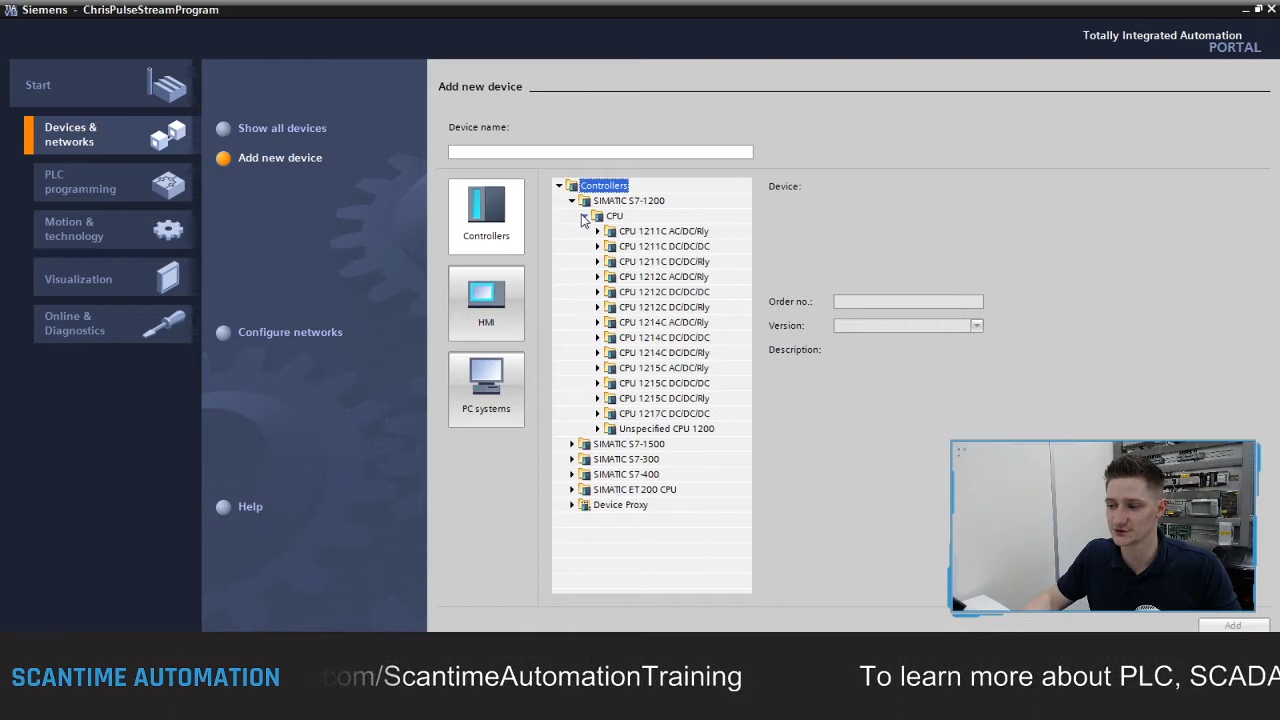 Siemens - ChrisPulseStreamProgram
Totally Integrated Automation
PORTAL
Start
Devices &
networks
PLC
programming
Motion &
technology
Visualization
Online &
Diagnostics
Show all devices
Add new device
Configure networks
Help
Add new device
Device name:
Controllers
HMI
PC systems
Controllers
SIMATIC S7-1200
CPU
CPU 1211C AC/DC/Rly
CPU 1211C DC/DC/DC
CPU 1211C DC/DC/Rly
CPU 1212C AC/DC/Rly
CPU 1212C DC/DC/DC
CPU 1212C DC/DC/Rly
CPU 1214C AC/DC/Rly
CPU 1214C DC/DC/DC
CPU 1214C DC/DC/Rly
CPU 1215C AC/DC/Rly
CPU 1215C DC/DC/DC
CPU 1215C DC/DC/Rly
CPU 1217C DC/DC/DC
Unspecified CPU 1200
SIMATIC S7-1500
SIMATIC S7-300
SIMATIC S7-400
SIMATIC ET 200 CPU
Device Proxy
Device:
Order no.:
Version:
Description:
Add
SCANTIME AUTOMATION
om/ScantimeAutomationTraining
To learn more about PLC, SCADA